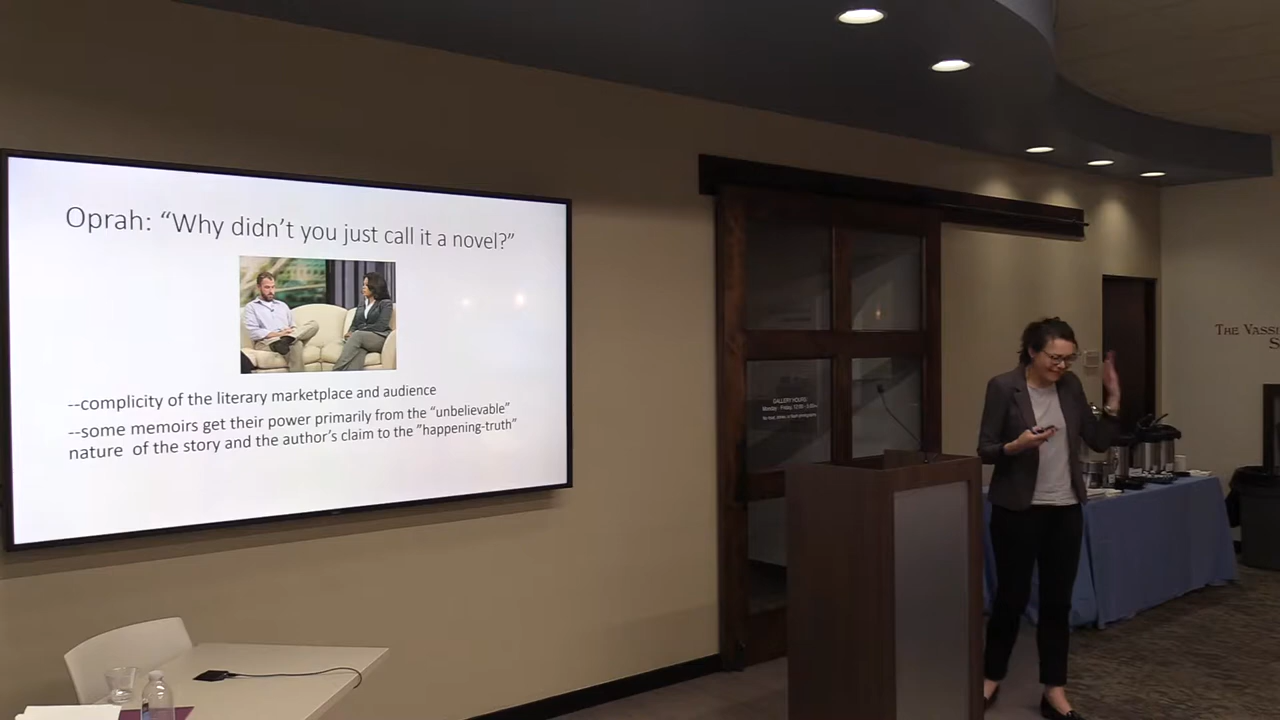 Oprah: “Why didn’t you just call it a novel?”
--complicity of the literary marketplace and audience
--some memoirs get their power primarily from the “unbelievable”
nature of the story and the author’s claim to the "happening-truth"
GALLERY HOURS
THE VASSI
S